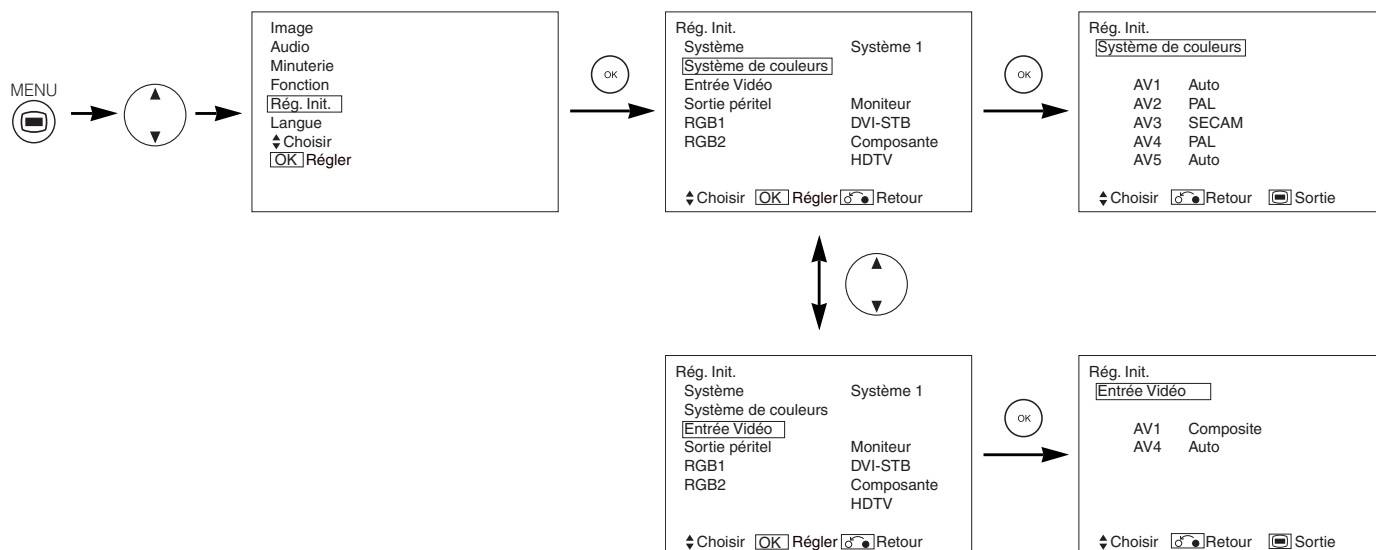 MENU
Image
Audio
Minuterie
Fonction
Rég. Init.
Langue
Choisir
OK Régler
OK
Rég. Init.
Système Système 1
Système de couleurs
Entrée Vidéo
Sortie péritel Moniteur
RGB1 DVI-STB
RGB2 Composante
HDTV
Choisir OK Régler Retour
OK
Rég. Init.
Système de couleurs
AV1 Auto
AV2 PAL
AV3 SECAM
AV4 PAL
AV5 Auto
Choisir Retour Sortie
Rég. Init.
Système Système 1
Système de couleurs
Entrée Vidéo
Sortie péritel Moniteur
RGB1 DVI-STB
RGB2 Composante
HDTV
Choisir OK Régler Retour
OK
Rég. Init.
Entrée Vidéo
AV1 Composite
AV4 Auto
Choisir Retour Sortie